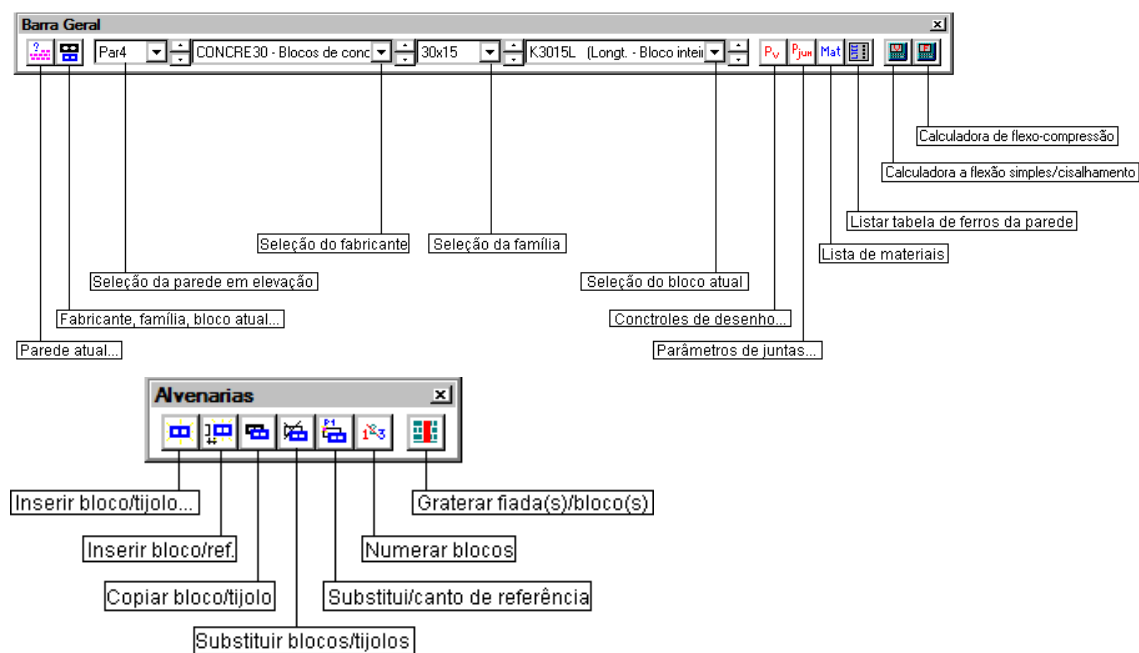 Barra Geral
?
Par4
CONCRE30 - Blocos de conc
30x15
K3015L (Longt. - Bloco inteii
Pv
Pjun
Mat
Calculadora de flexo-compressão
Calculadora a flexão simples/cisalhamento
Listar tabela de ferros da parede
Seleção do fabricante
Seleção da família
Lista de materiais
Seleção da parede em elevação
Seleção do bloco atual
Fabricante, família, bloco atual...
Conctroles de desenho...
Parede atual...
Parâmetros de juntas...
Alvenarias
P1
Inserir bloco/tijolo...
Graterar fiada(s)/bloco(s)
Inserir bloco/ref.
Numerar blocos
Copiar bloco/tijolo
Substitui/canto de referência
Substituir blocos/tijolos